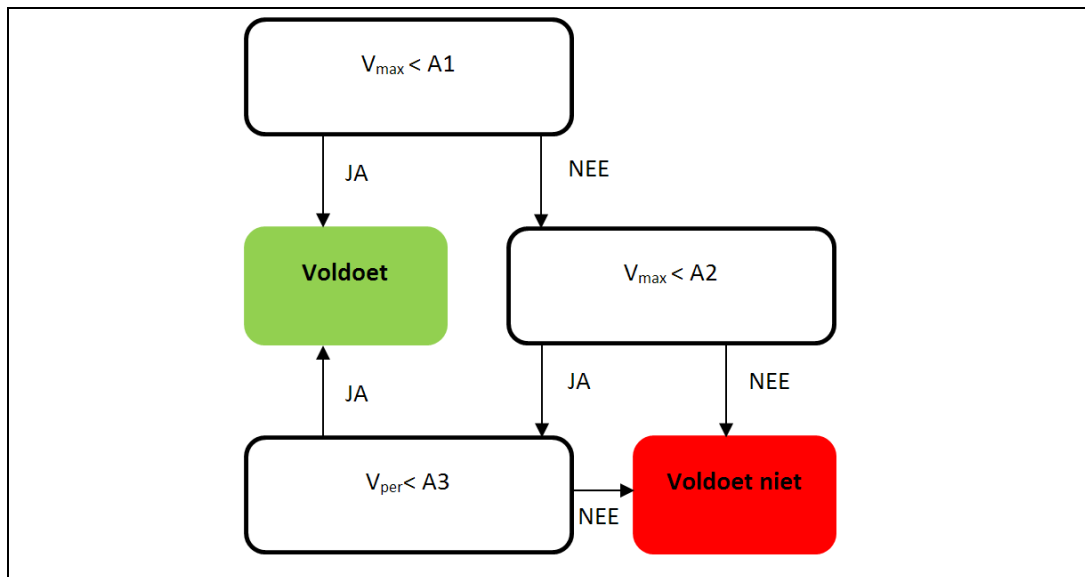 Vmax < A1
JA
NEE
Voldoet
Vmax < A2
JA
JA
NEE
Vper< A3
NEE
Voldoet niet